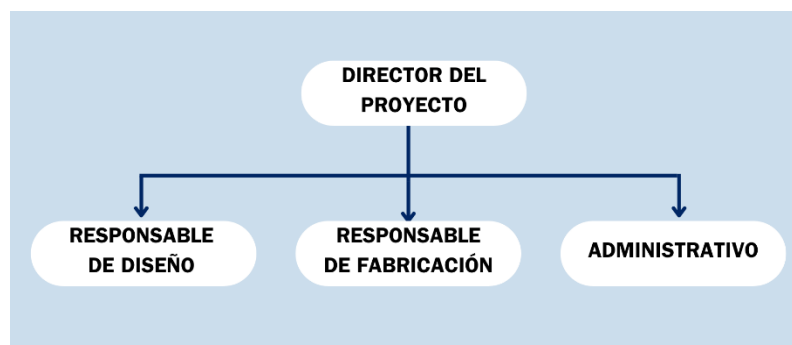 DIRECTOR DEL
PROYECTO
RESPONSABLE
DE DISEÑO
RESPONSABLE
DE FABRICACIÓN
ADMINISTRATIVO